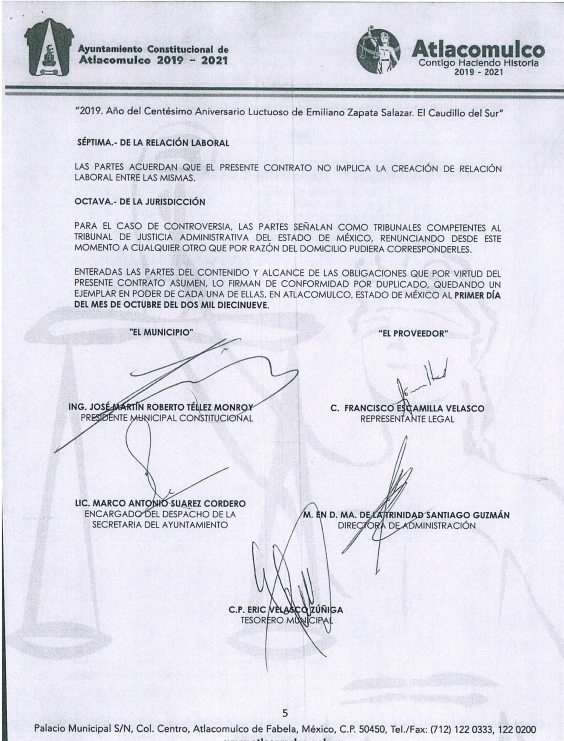 Ayuntamiento Constitucional de
Atlacomulco 2019 - 2021
Atlacomulco
Contigo Haciendo Historia
2019 - 2021
"2019. Año del Centésimo Aniversario Luctuoso de Emiliano Zapata Salazar. El Caudillo del Sur"
SÉPTIMA.- DE LA RELACIÓN LABORAL
LAS PARTES ACUERDAN QUE EL PRESENTE CONTRATO NO IMPLICA LA CREACIÓN DE RELACIÓN
LABORAL ENTRE LAS MISMAS.
OCTAVA.- DE LA JURISDICCIÓN
PARA EL CASO DE CONTROVERSIA, LAS PARTES SEÑALAN COMO TRIBUNALES COMPETENTES AL
TRIBUNAL DE JUSTICIA ADMINISTRATIVA DEL ESTADO DE MÉXICO, RENUNCIANDO DESDE ESTE
MOMENTO A CUALQUIER OTRO QUE POR RAZÓN DEL DOMICILIO PUDIERA CORRESPONDERLES.
ENTERADAS LAS PARTES DEL CONTENIDO Y ALCANCE DE LAS OBLIGACIONES QUE POR VIRTUD DEL
PRESENTE CONTRATO ASUMEN, LO FIRMAN DE CONFORMIDAD POR DUPLICADO, QUEDANDO UN
EJEMPLAR EN PODER DE CADA UNA DE ELLAS, EN ATLACOMULCO, ESTADO DE MÉXICO AL PRIMER DÍA
DEL MES DE OCTUBRE DEL DOS MIL DIECINUEVE.
"EL MUNICIPIO"
"EL PROVEEDOR"
ING. JOSÉ MARTÍN ROBERTO TÉLLEZ MONROY
PRESIDENTE MUNICIPAL CONSTITUCIONAL
C. FRANCISCO ESCAMILLA VELASCO
REPRESENTANTE LEGAL
LIC. MARCO ANTONIO SUAREZ CORDERO
ENCARGADO DEL DESPACHO DE LA
SECRETARIA DEL AYUNTAMIENTO
M. EN D. MA. DE LA TRINIDAD SANTIAGO GUZMÁN
DIRECTORA DE ADMINISTRACIÓN
C.P. ERIC VELASCO ZÚÑIGA
TESORERO MUNICIPAL
5
Palacio Municipal S/N, Col. Centro, Atlacomulco de Fabela, México, C.P. 50450, Tel./Fax: (712) 122 0333, 122 0200